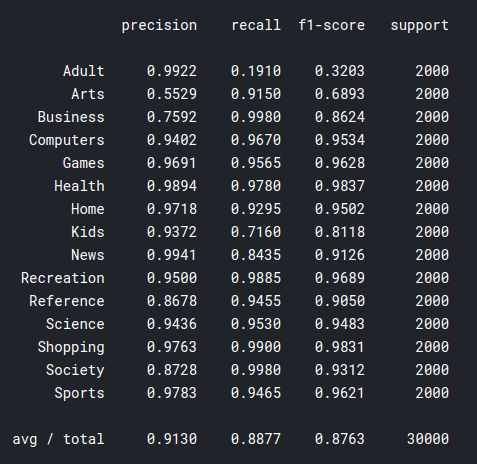 precision recall f1-score support
Adult 0.9922 0.1910 0.3203 2000
Arts 0.5529 0.9150 0.6893 2000
Business 0.7592 0.9980 0.8624 2000
Computers 0.9402 0.9670 0.9534 2000
Games 0.9691 0.9565 0.9628 2000
Health 0.9894 0.9780 0.9837 2000
Home 0.9718 0.9295 0.9502 2000
Kids 0.9372 0.7160 0.8118 2000
News 0.9941 0.8435 0.9126 2000
Recreation 0.9500 0.9885 0.9689 2000
Reference 0.8678 0.9455 0.9050 2000
Science 0.9436 0.9530 0.9483 2000
Shopping 0.9763 0.9900 0.9831 2000
Society 0.8728 0.9980 0.9312 2000
Sports 0.9783 0.9465 0.9621 2000
avg / total 0.9130 0.8877 0.8763 30000